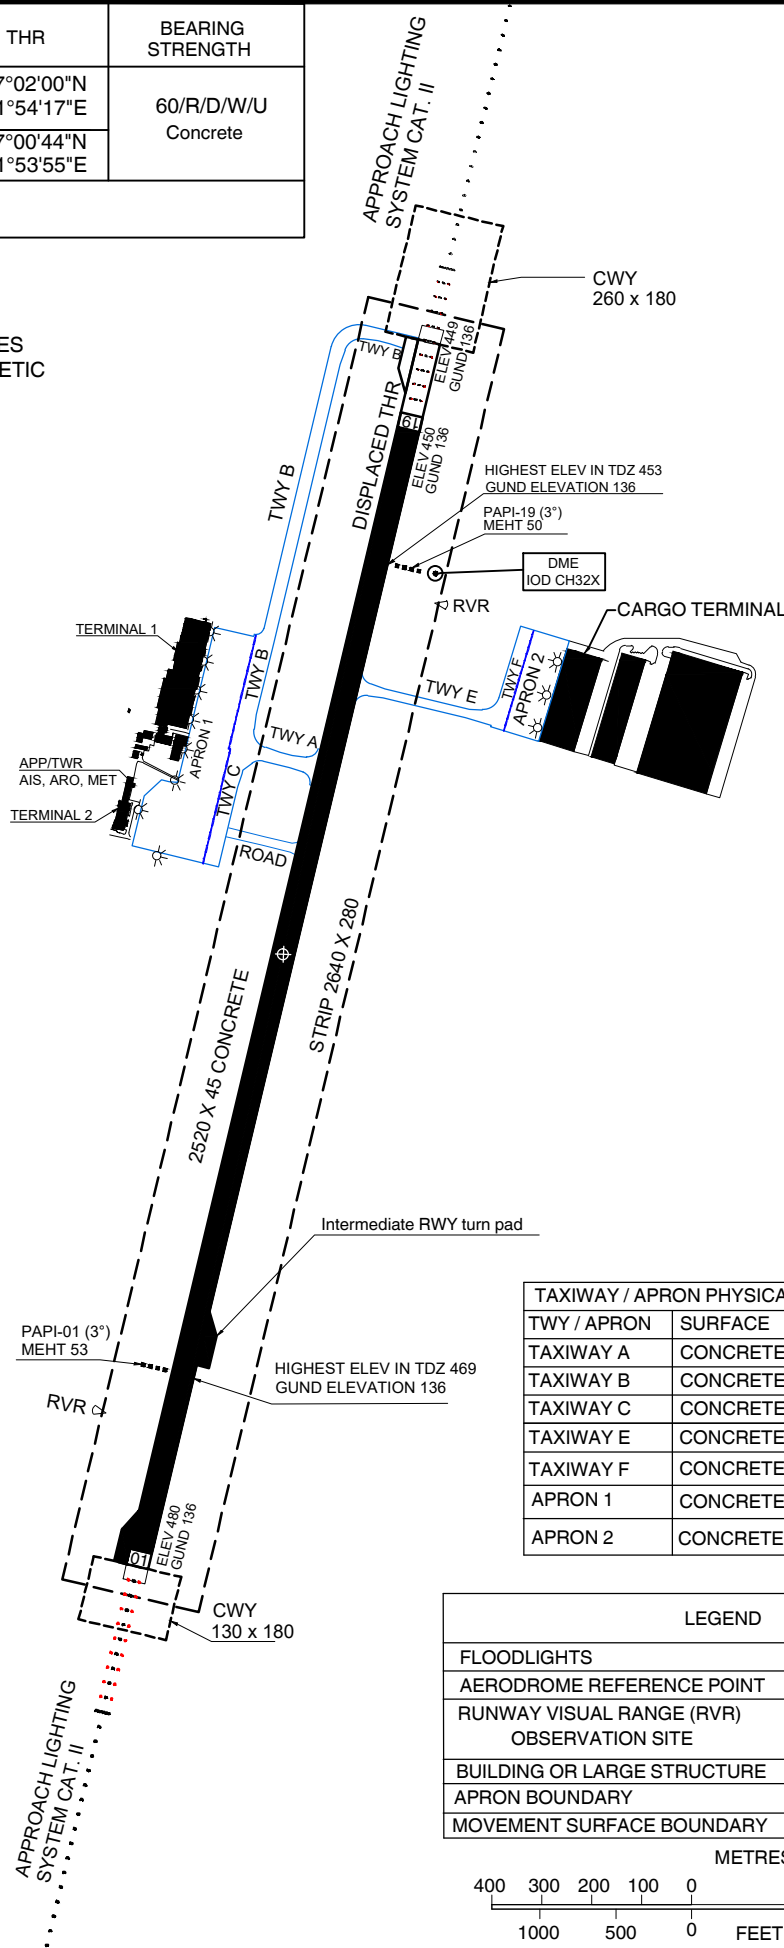 THR
BEARING
STRENGTH
7°02'00"N
1°54'17"E
7°00'44"N
1°53'55"E
60/R/D/W/U
Concrete
ES
ETIC
APPROACH LIGHTING
SYSTEM CAT. II
CWY
260 x 180
ELEV 449
GUND 136
TWY B
DISPLACED THR
19
ELEV 450
GUND 136
TWY B
HIGHEST ELEV IN TDZ 453
GUND ELEVATION 136
PAPI-19 (3°)
MEHT 50
DME
IOD CH32X
RVR
CARGO TERMINAL
TERMINAL 1
TWY B
TWY E
TWY F
APRON 2
TWY A
APRON 1
APP/TWR
AIS, ARO, MET
TWY C
TERMINAL 2
ROAD
STRIP 2640 X 280
2520 X 45 CONCRETE
Intermediate RWY turn pad
PAPI-01 (3°)
MEHT 53
HIGHEST ELEV IN TDZ 469
GUND ELEVATION 136
RVR
ELEV 480
GUND 136
01
CWY
130 x 180
APPROACH LIGHTING
SYSTEM CAT. II
TAXIWAY / APRON PHYSICA
TWY / APRON SURFACE
TAXIWAY A CONCRETE
TAXIWAY B CONCRETE
TAXIWAY C CONCRETE
TAXIWAY E CONCRETE
TAXIWAY F CONCRETE
APRON 1 CONCRETE
APRON 2 CONCRETE
LEGEND
FLOODLIGHTS
AERODROME REFERENCE POINT
RUNWAY VISUAL RANGE (RVR)
OBSERVATION SITE
BUILDING OR LARGE STRUCTURE
APRON BOUNDARY
MOVEMENT SURFACE BOUNDARY
METRES
400 300 200 100 0
1000 500 0 FEET